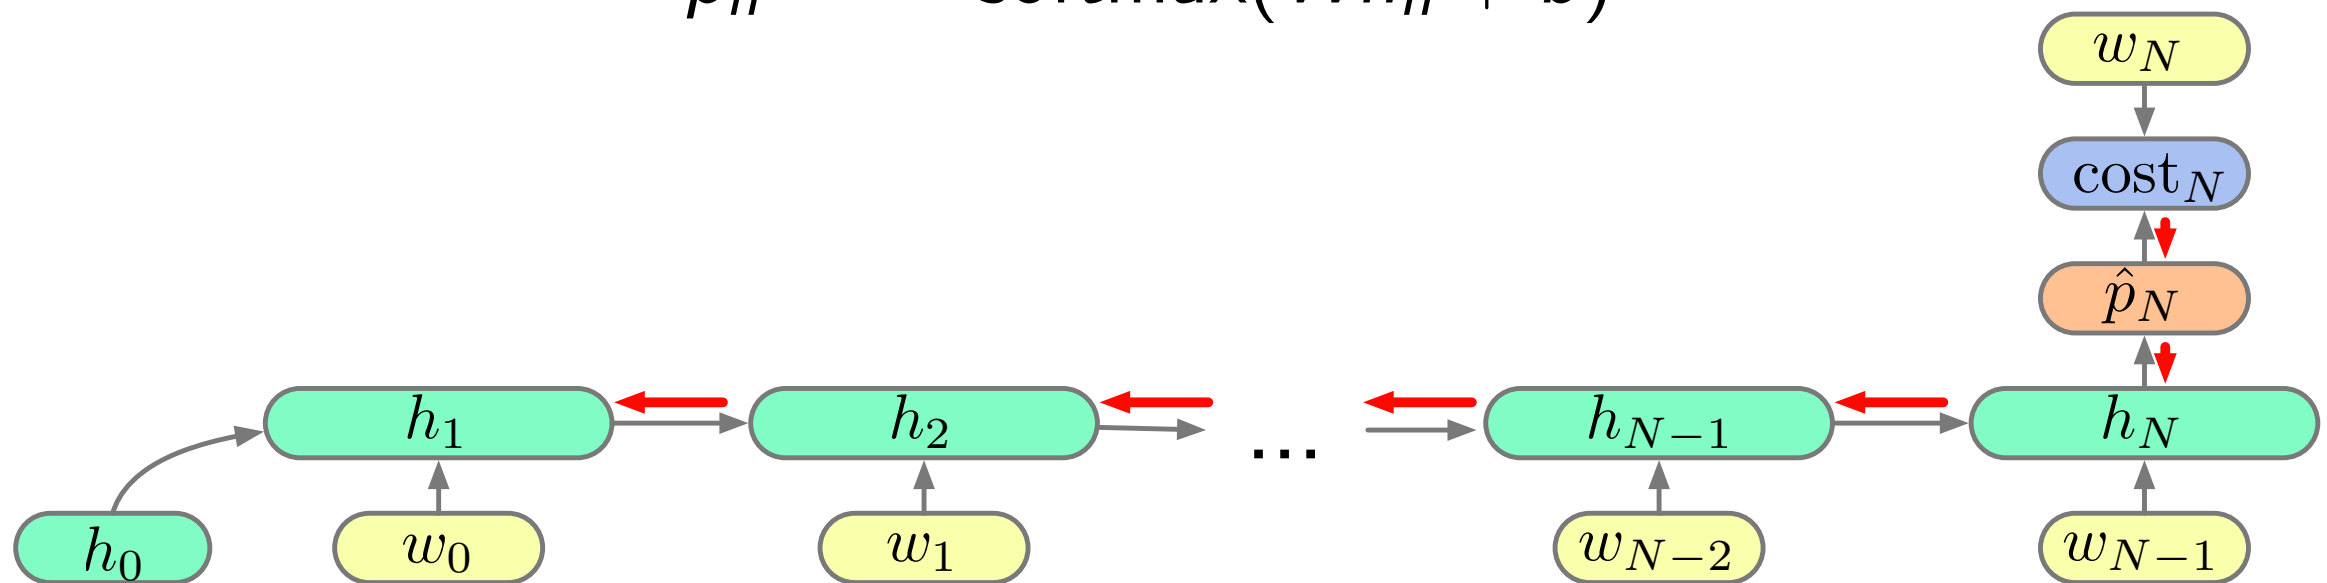 w_N
cost_N
p̂_N
h_1 h_2 ... h_{N−1} h_N
h_0 w_0 w_1 w_{N−2} w_{N−1}